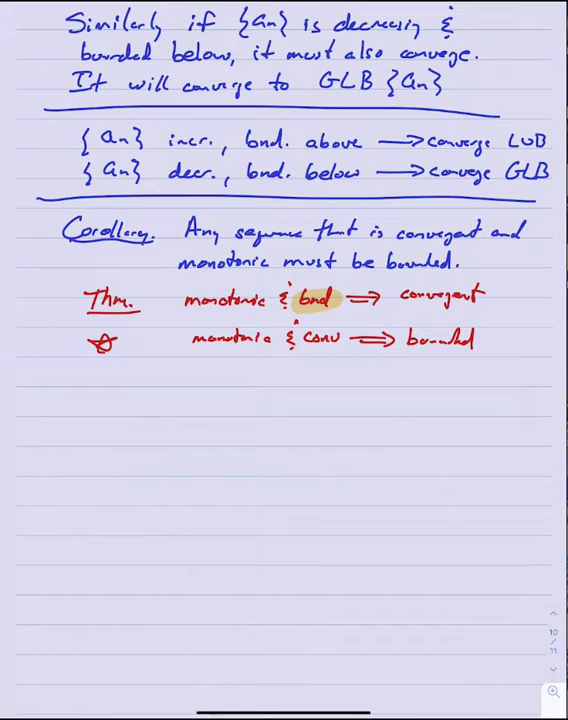 Similarly if {an} is decreasing &
bounded below, it must also converge.
It will converge to GLB {an}
{an} incr., bnd. above → converge LUB
{an} decr., bnd. below → converge GLB
Corollary. Any sequence that is convergent and
monotonic must be bounded.
Thm. monotonic & bnd ⟹ convergent
☆ monotonic & conv ⟹ bounded
10
/
11